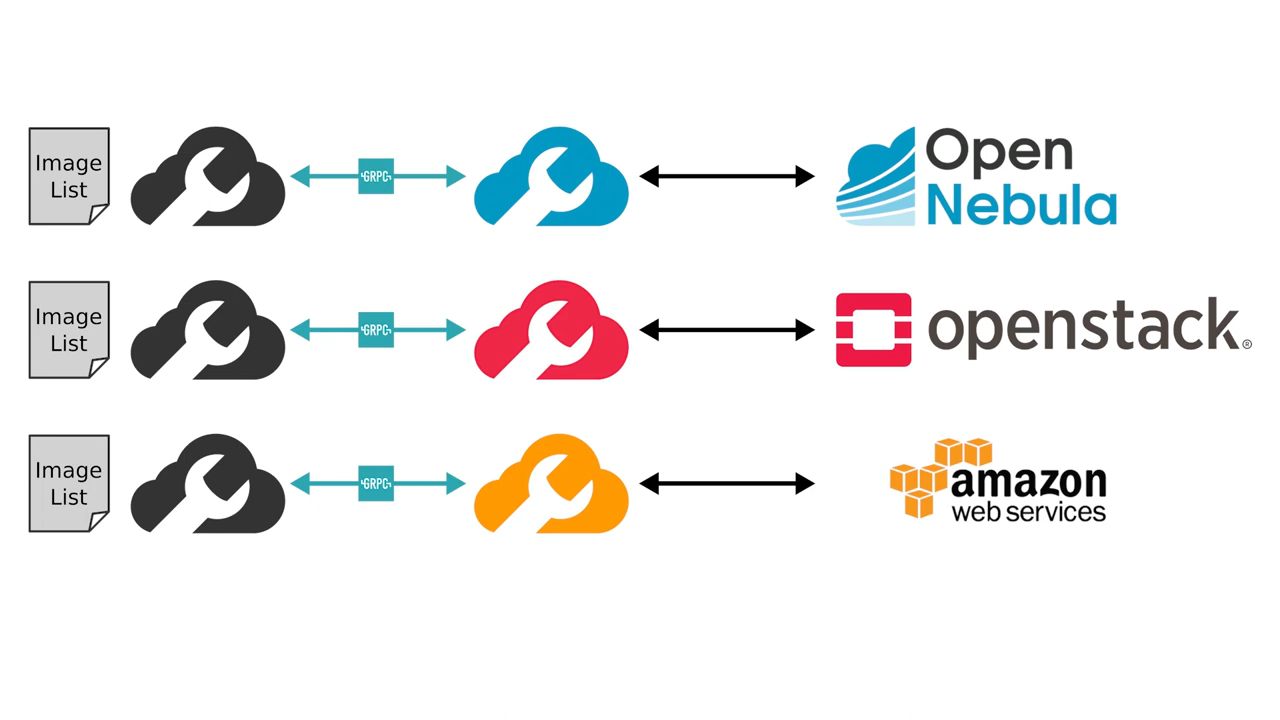 Image
List
GRPC
Open
Nebula
Image
List
GRPC
openstack®
Image
List
GRPC
amazon
web services